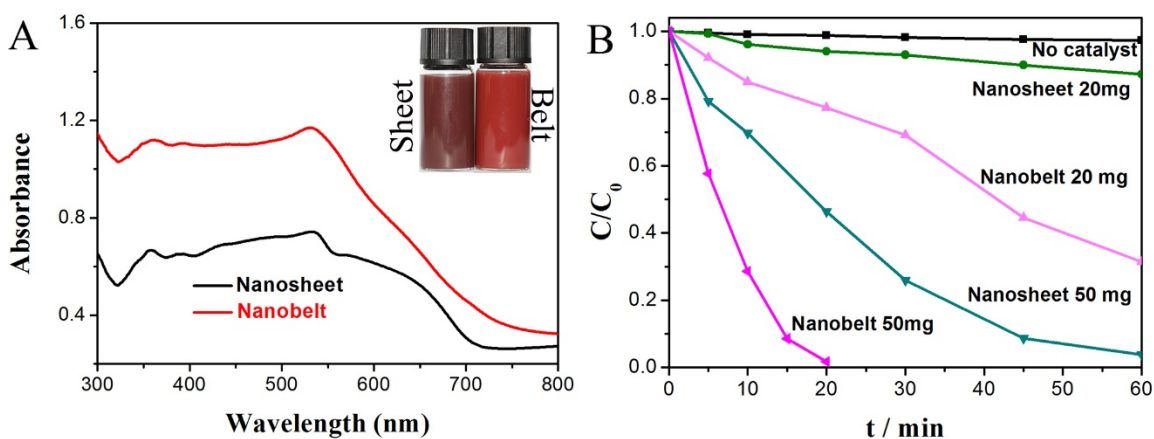 A
1.6
1.2
0.8
0.4
Absorbance
300
400
500
600
700
800
Wavelength (nm)
Sheet
Belt
Nanosheet
Nanobelt
B
1.0
0.8
0.6
0.4
0.2
0.0
C/C0
0
10
20
30
40
50
60
t / min
No catalyst
Nanosheet 20mg
Nanobelt 20 mg
Nanosheet 50 mg
Nanobelt 50mg